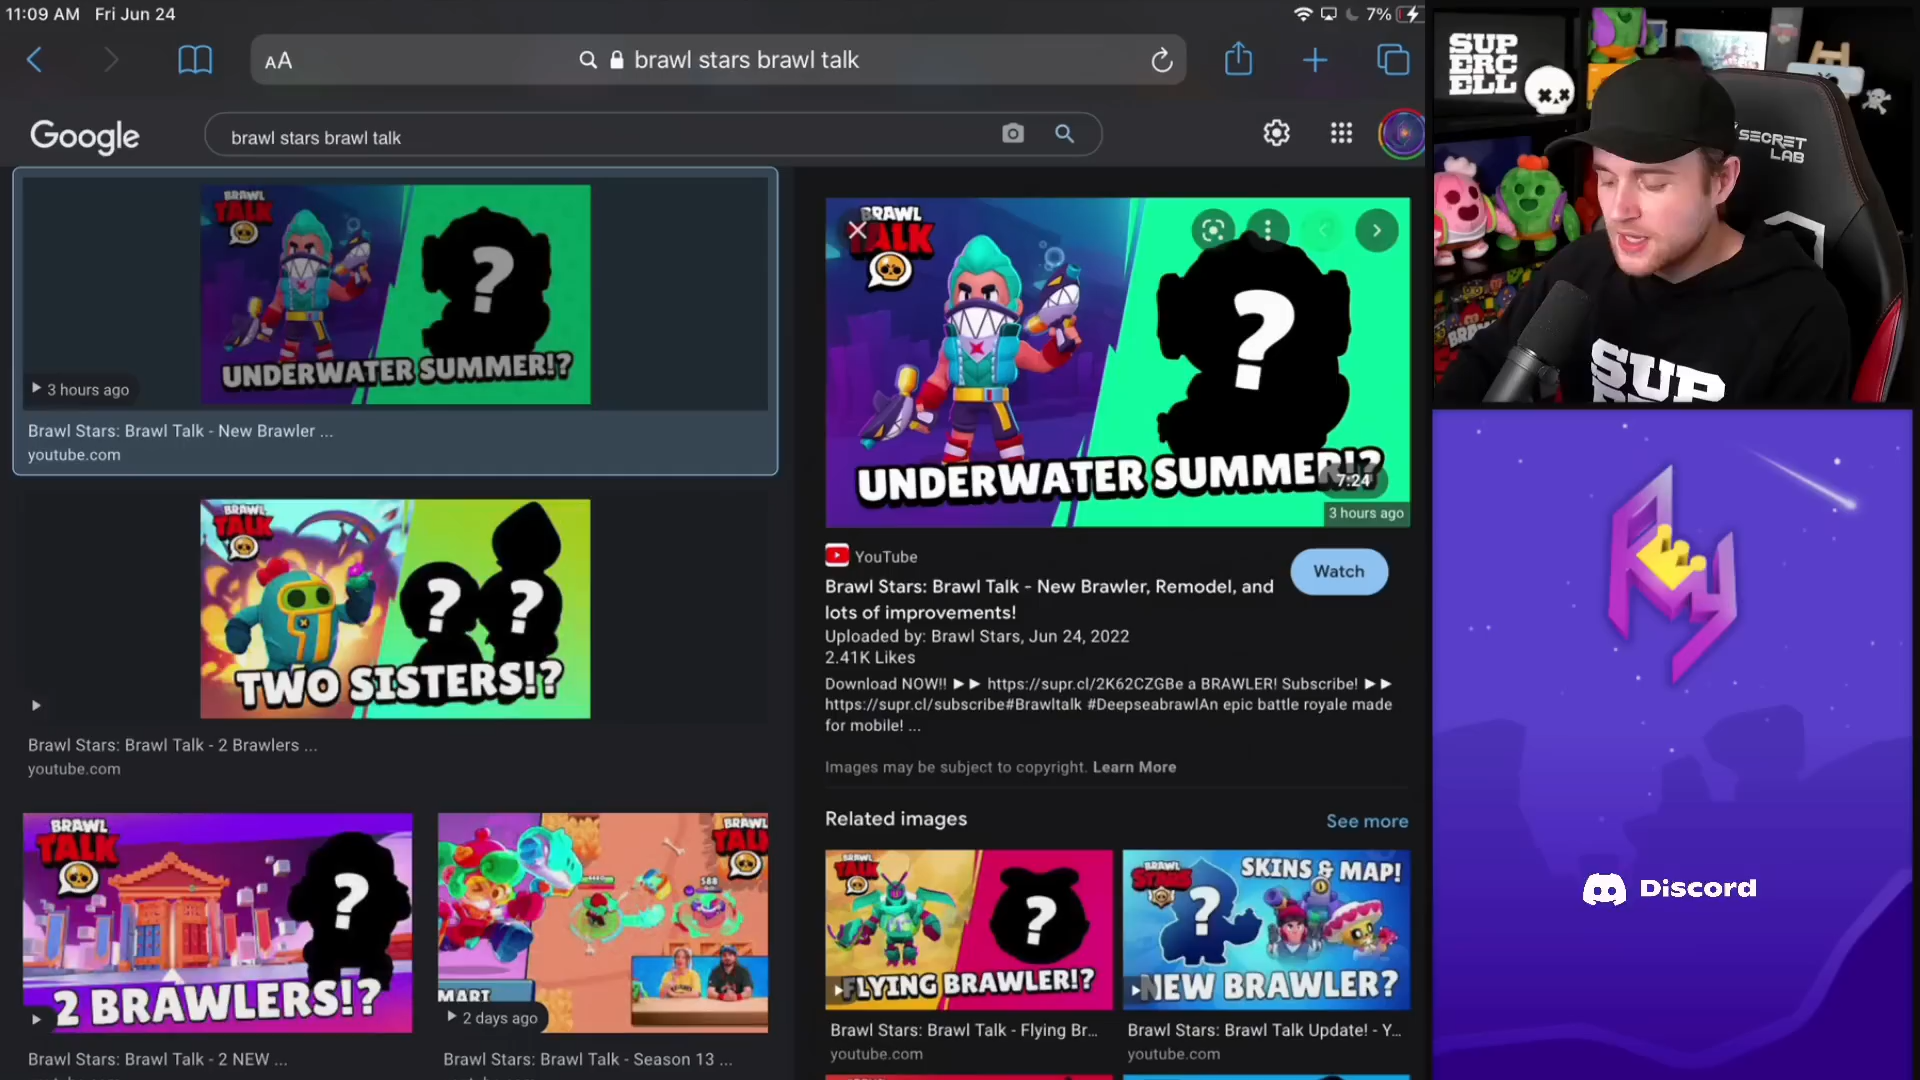 11:09 AM Fri Jun 24
7%
AA
brawl stars brawl talk
Google
brawl stars brawl talk
BRAWL
TALK
?
UNDERWATER SUMMER!?
3 hours ago
Brawl Stars: Brawl Talk - New Brawler ...
youtube.com
BRAWL
TALK
? ?
TWO SISTERS!?
Brawl Stars: Brawl Talk - 2 Brawlers ...
youtube.com
BRAWL
TALK
?
2 BRAWLERS!?
Brawl Stars: Brawl Talk - 2 NEW ...
BRAWL
588
2 days ago
Brawl Stars: Brawl Talk - Season 13 ...
BRAWL
TALK
?
UNDERWATER SUMMER!?
7:24
3 hours ago
YouTube
Watch
Brawl Stars: Brawl Talk - New Brawler, Remodel, and
lots of improvements!
Uploaded by: Brawl Stars, Jun 24, 2022
2.41K Likes
Download NOW!! ►► https://supr.cl/2K62CZGBe a BRAWLER! Subscribe! ►►
https://supr.cl/subscribe#Brawltalk #DeepseabrawlAn epic battle royale made
for mobile! ...
Images may be subject to copyright. Learn More
Related images
See more
BRAWL
TALK
?
FLYING BRAWLER!?
Brawl Stars: Brawl Talk - Flying Br...
youtube.com
BRAWL
STARS
SKINS & MAP!
?
NEW BRAWLER?
Brawl Stars: Brawl Talk Update! - Y...
youtube.com
SUP
ERC
ELL
SECRET
LAB
SUP
Rey
Discord